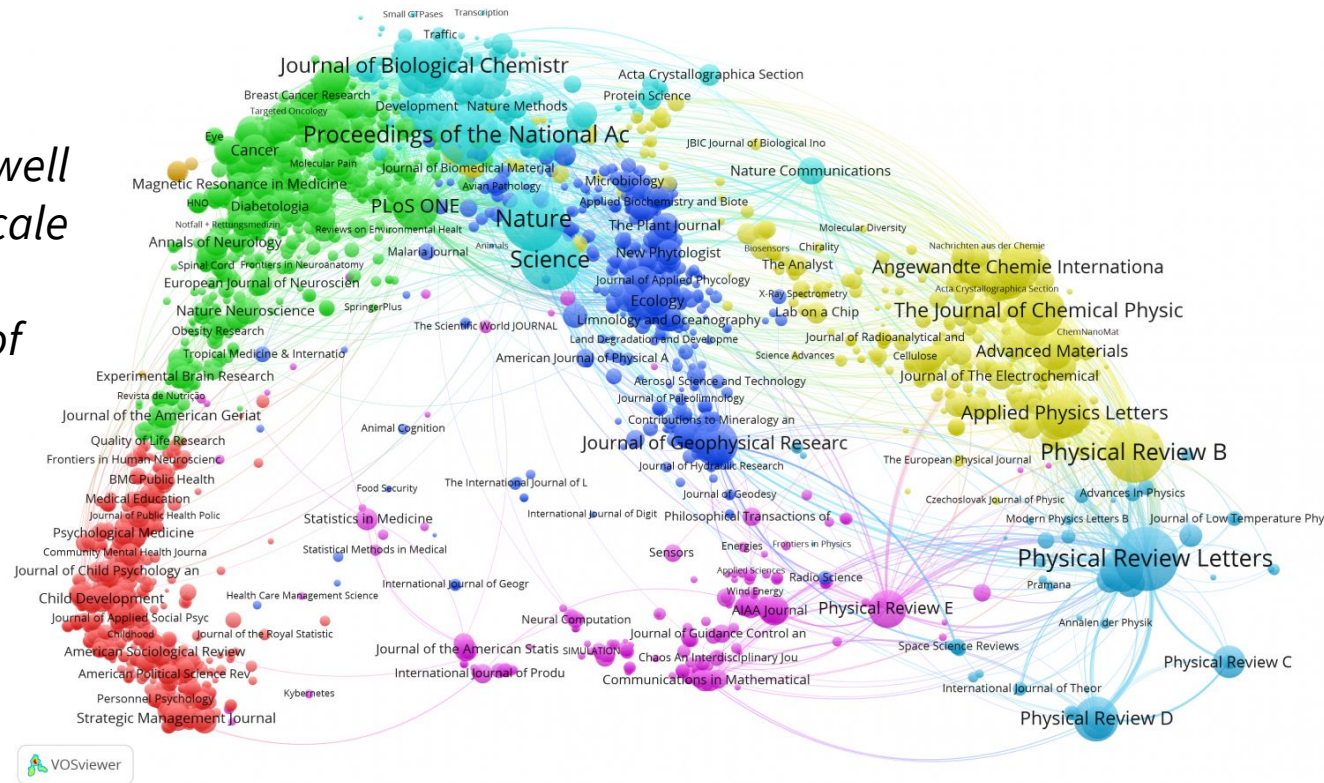 well
cale
of
Small GTPases
Transcription
Traffic
Journal of Biological Chemistr
Acta Crystallographica Section
Breast Cancer Research
Protein Science
Targeted Oncology
Development
Nature Methods
Eye
Proceedings of the National Ac
Cancer
JBIC Journal of Biological Ino
Molecular Pain
Journal of Biomedical Material
Nature Communications
Magnetic Resonance in Medicine
Avian Pathology
Microbiology
HNO
Diabetologia
PLoS ONE
Applied Biochemistry and Biote
Nature
Notfall + Rettungsmedizin
Reviews on Environmental Healt
The Plant Journal
Molecular Diversity
Annals of Neurology
Malaria Journal
Animals
New Phytologist
Biosensors
Chirality
Nachrichten aus der Chemie
Science
Spinal Cord
Frontiers in Neuroanatomy
The Analyst
Angewandte Chemie Internationa
European Journal of Neuroscien
Journal of Applied Phycology
Acta Crystallographica Section
X-Ray Spectrometry
Ecology
Nature Neuroscience
SpringerPlus
Lab on a Chip
The Journal of Chemical Physic
Limnology and Oceanography
The Scientific World JOURNAL
Obesity Research
Land Degradation and Developme
Journal of Radioanalytical and
ChemNanoMat
Tropical Medicine & Internatio
American Journal of Physical A
Science Advances
Cellulose
Advanced Materials
Experimental Brain Research
Aerosol Science and Technology
Journal of The Electrochemical
Revista de Nutrição
Journal of Paleolimnology
Journal of the American Geriat
Contributions to Mineralogy an
Applied Physics Letters
Animal Cognition
Quality of Life Research
Journal of Geophysical Researc
Frontiers in Human Neuroscienc
Journal of Hydraulic Research
The European Physical Journal
Physical Review B
BMC Public Health
Food Security
The International Journal of L
Medical Education
Journal of Geodesy
Czechoslovak Journal of Physic
Advances In Physics
Journal of Public Health Polic
Statistics in Medicine
International Journal of Digit
Philosophical Transactions of
Modern Physics Letters B
Journal of Low Temperature Phy
Psychological Medicine
Community Mental Health Journa
Statistical Methods in Medical
Sensors
Energies
Frontiers in Physics
Physical Review Letters
Journal of Child Psychology an
Applied Sciences
Radio Science
International Journal of Geogr
Pramana
Child Development
Health Care Management Science
Wind Energy
Journal of Applied Social Psyc
AIAA Journal
Physical Review E
Neural Computation
Annalen der Physik
Childhood
Journal of the Royal Statistic
Journal of Guidance Control an
American Sociological Review
Journal of the American Statis
SIMULATION
Chaos An Interdisciplinary Jou
Space Science Reviews
Physical Review C
American Political Science Rev
International Journal of Produ
Communications in Mathematical
International Journal of Theor
Personnel Psychology
Kybernetes
Strategic Management Journal
Physical Review D
VOSviewer